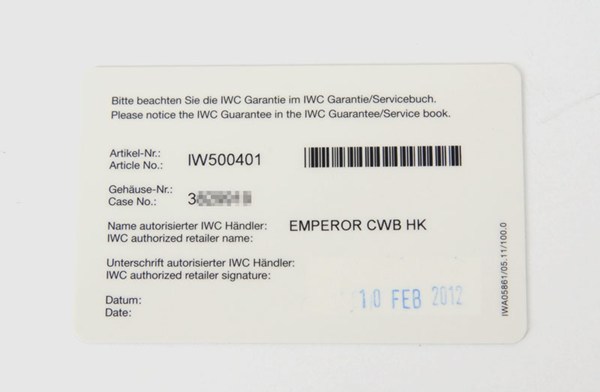 Bitte beachten Sie die IWC Garantie im IWC Garantie/Servicebuch.
Please notice the IWC Guarantee in the IWC Guarantee/Service book.
Artikel-Nr.:
Article No.: IW500401
Gehäuse-Nr.:
Case No.: 3
Name autorisierter IWC Händler: EMPEROR CWB HK
IWC authorized retailer name:
Unterschrift autorisierter IWC Händler:
IWC authorized retailer signature:
Datum:
Date: 10 FEB 2012
IWA05861/05.11/100.0